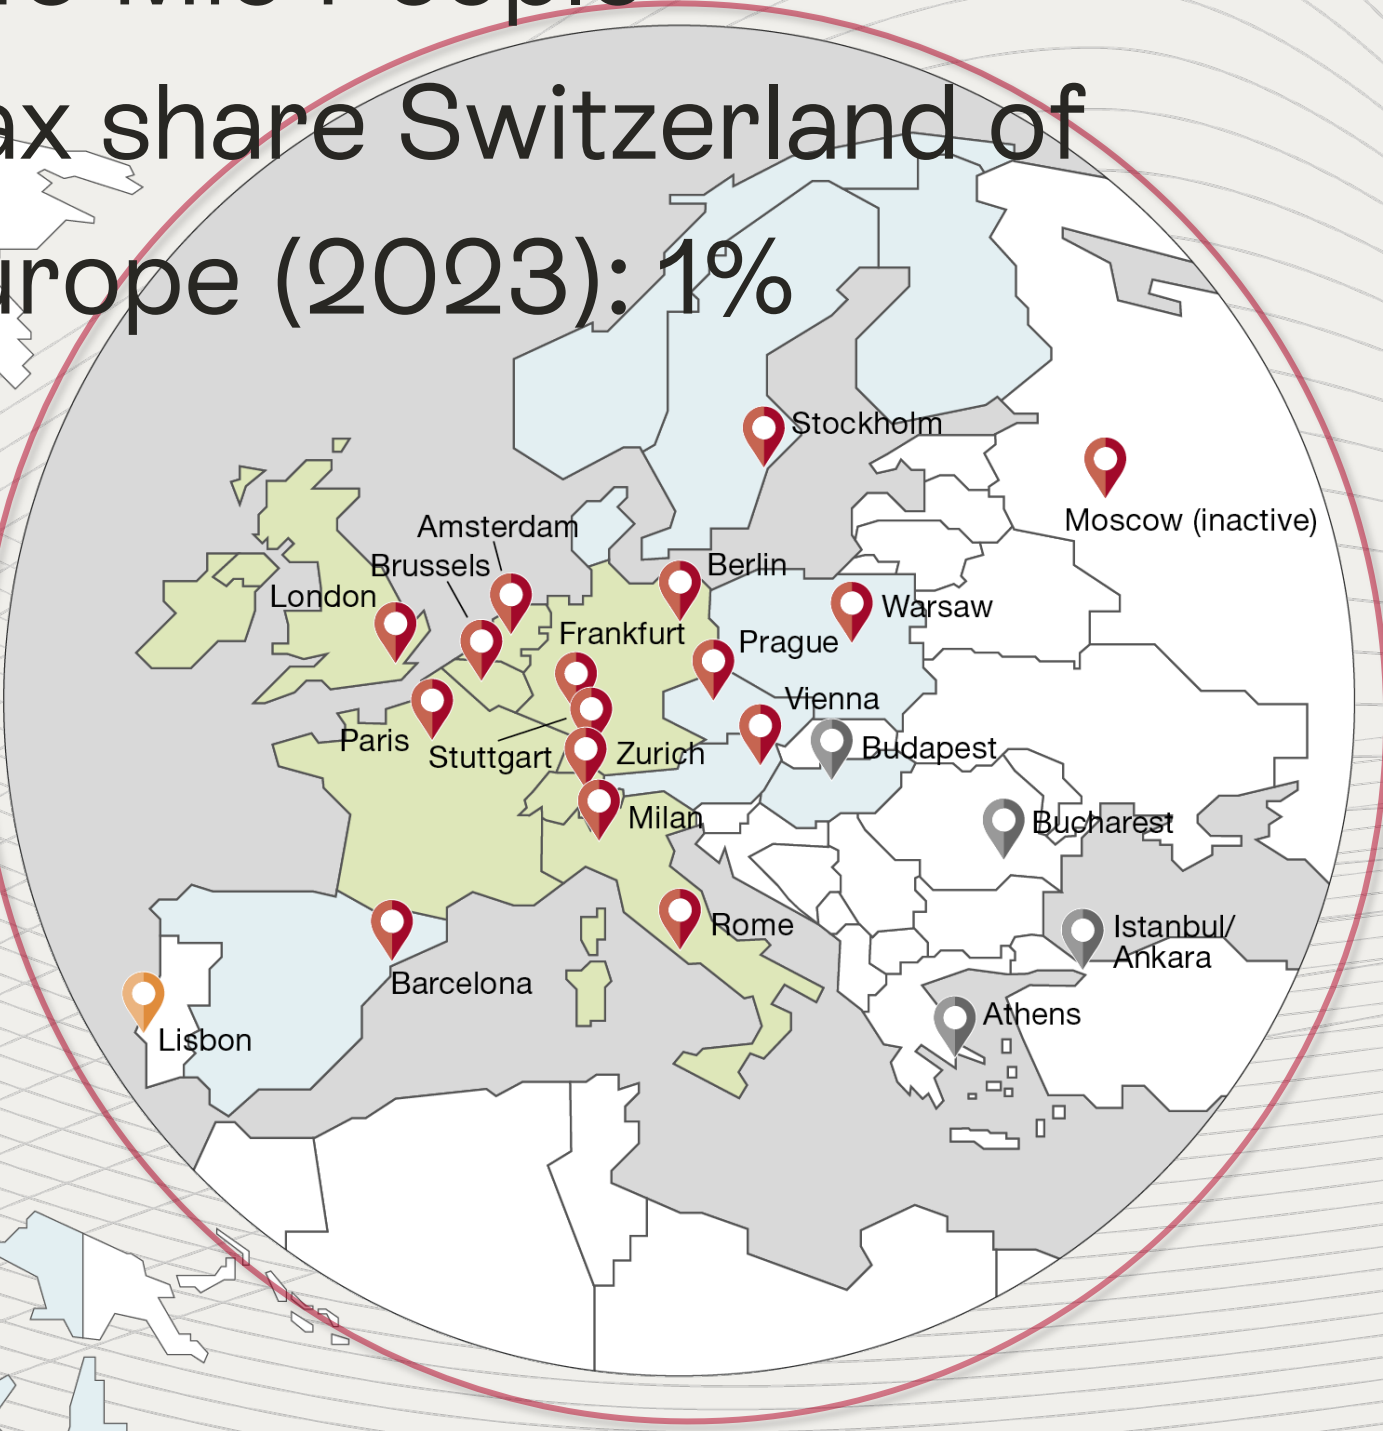 ax share Switzerland of
urope (2023): 1%
Stockholm
Moscow (inactive)
Amsterdam
Brussels
Berlin
London
Warsaw
Frankfurt
Prague
Vienna
Paris
Stuttgart
Zurich
Budapest
Milan
Bucharest
Rome
Istanbul/
Ankara
Barcelona
Athens
Lisbon